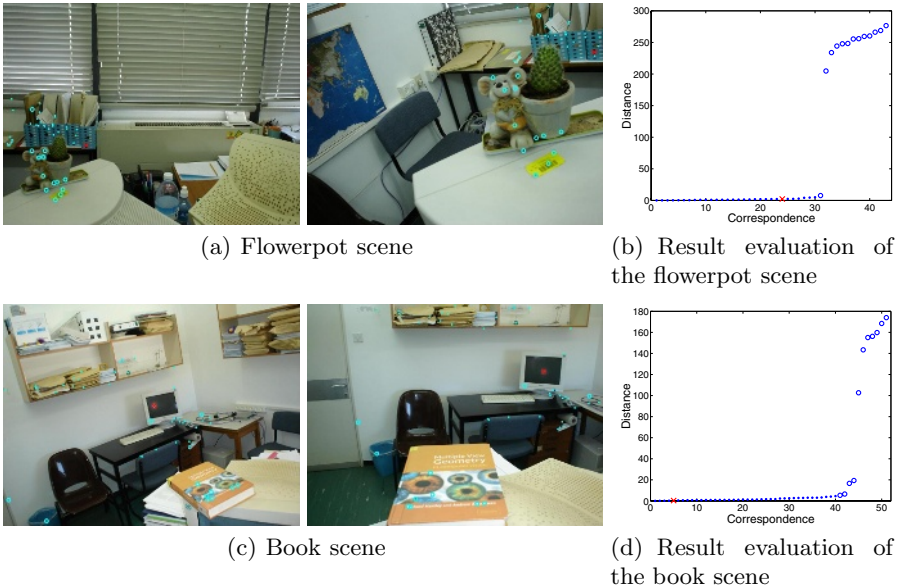 300
250
200
150
100
50
0
0 10 20 30 40
Distance
Correspondence
(a) Flowerpot scene
(b) Result evaluation of
the flowerpot scene
180
160
140
120
100
80
60
40
20
0
0 10 20 30 40 50
Distance
Correspondence
Multiple View
Geometry
(c) Book scene
(d) Result evaluation of
the book scene